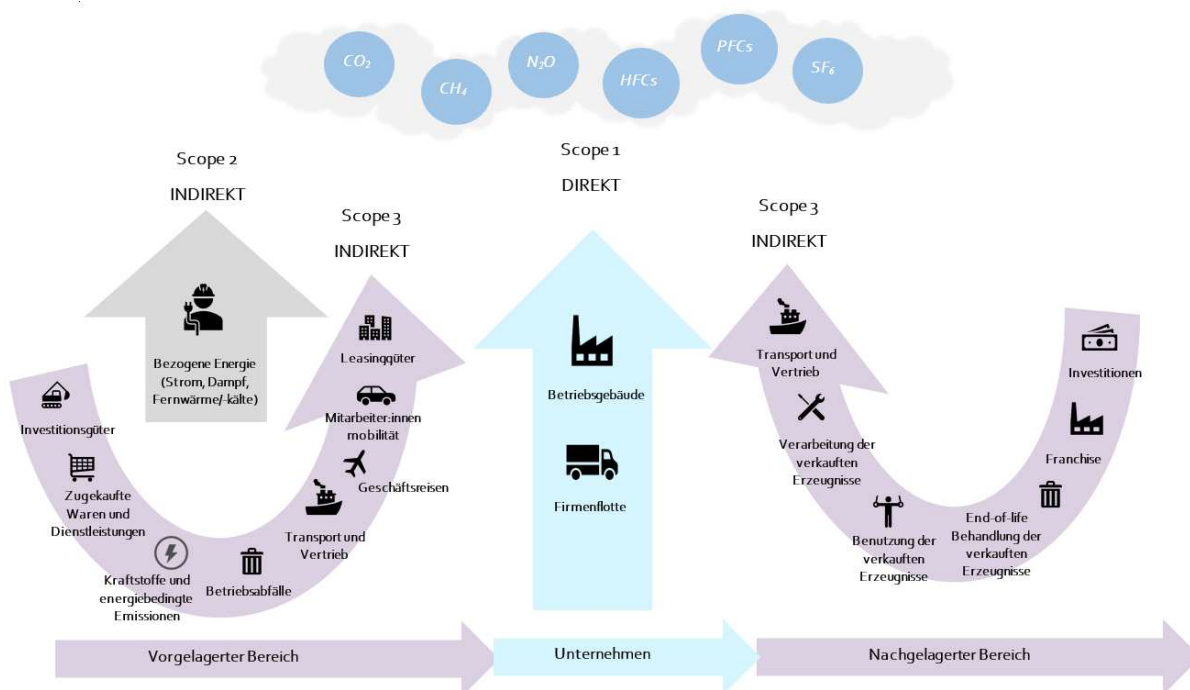 CO₂
CH₄
N₂O
HFCs
PFCs
SF₆
Scope 2
INDIREKT
Bezogene Energie
(Strom, Dampf,
Fernwärme/-kälte)
Scope 3
INDIREKT
Investitionsgüter
Zugekaufte
Waren und
Dienstleistungen
Kraftstoffe und
energiebedingte
Emissionen
Betriebsabfälle
Transport und
Vertrieb
Geschäftsreisen
Mitarbeiter:innen
mobilität
Leasinggüter
Scope 1
DIREKT
Betriebsgebäude
Firmenflotte
Scope 3
INDIREKT
Transport und
Vertrieb
Verarbeitung der
verkauften
Erzeugnisse
Benutzung der
verkauften
Erzeugnisse
End-of-life
Behandlung der
verkauften
Erzeugnisse
Franchise
Investitionen
Vorgelagerter Bereich
Unternehmen
Nachgelagerter Bereich